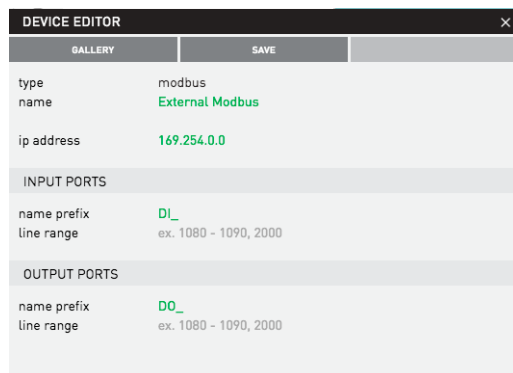 DEVICE EDITOR ×
GALLERY SAVE
type modbus
name External Modbus
ip address 169.254.0.0
INPUT PORTS
name prefix DI_
line range ex. 1080 - 1090, 2000
OUTPUT PORTS
name prefix DO_
line range ex. 1080 - 1090, 2000